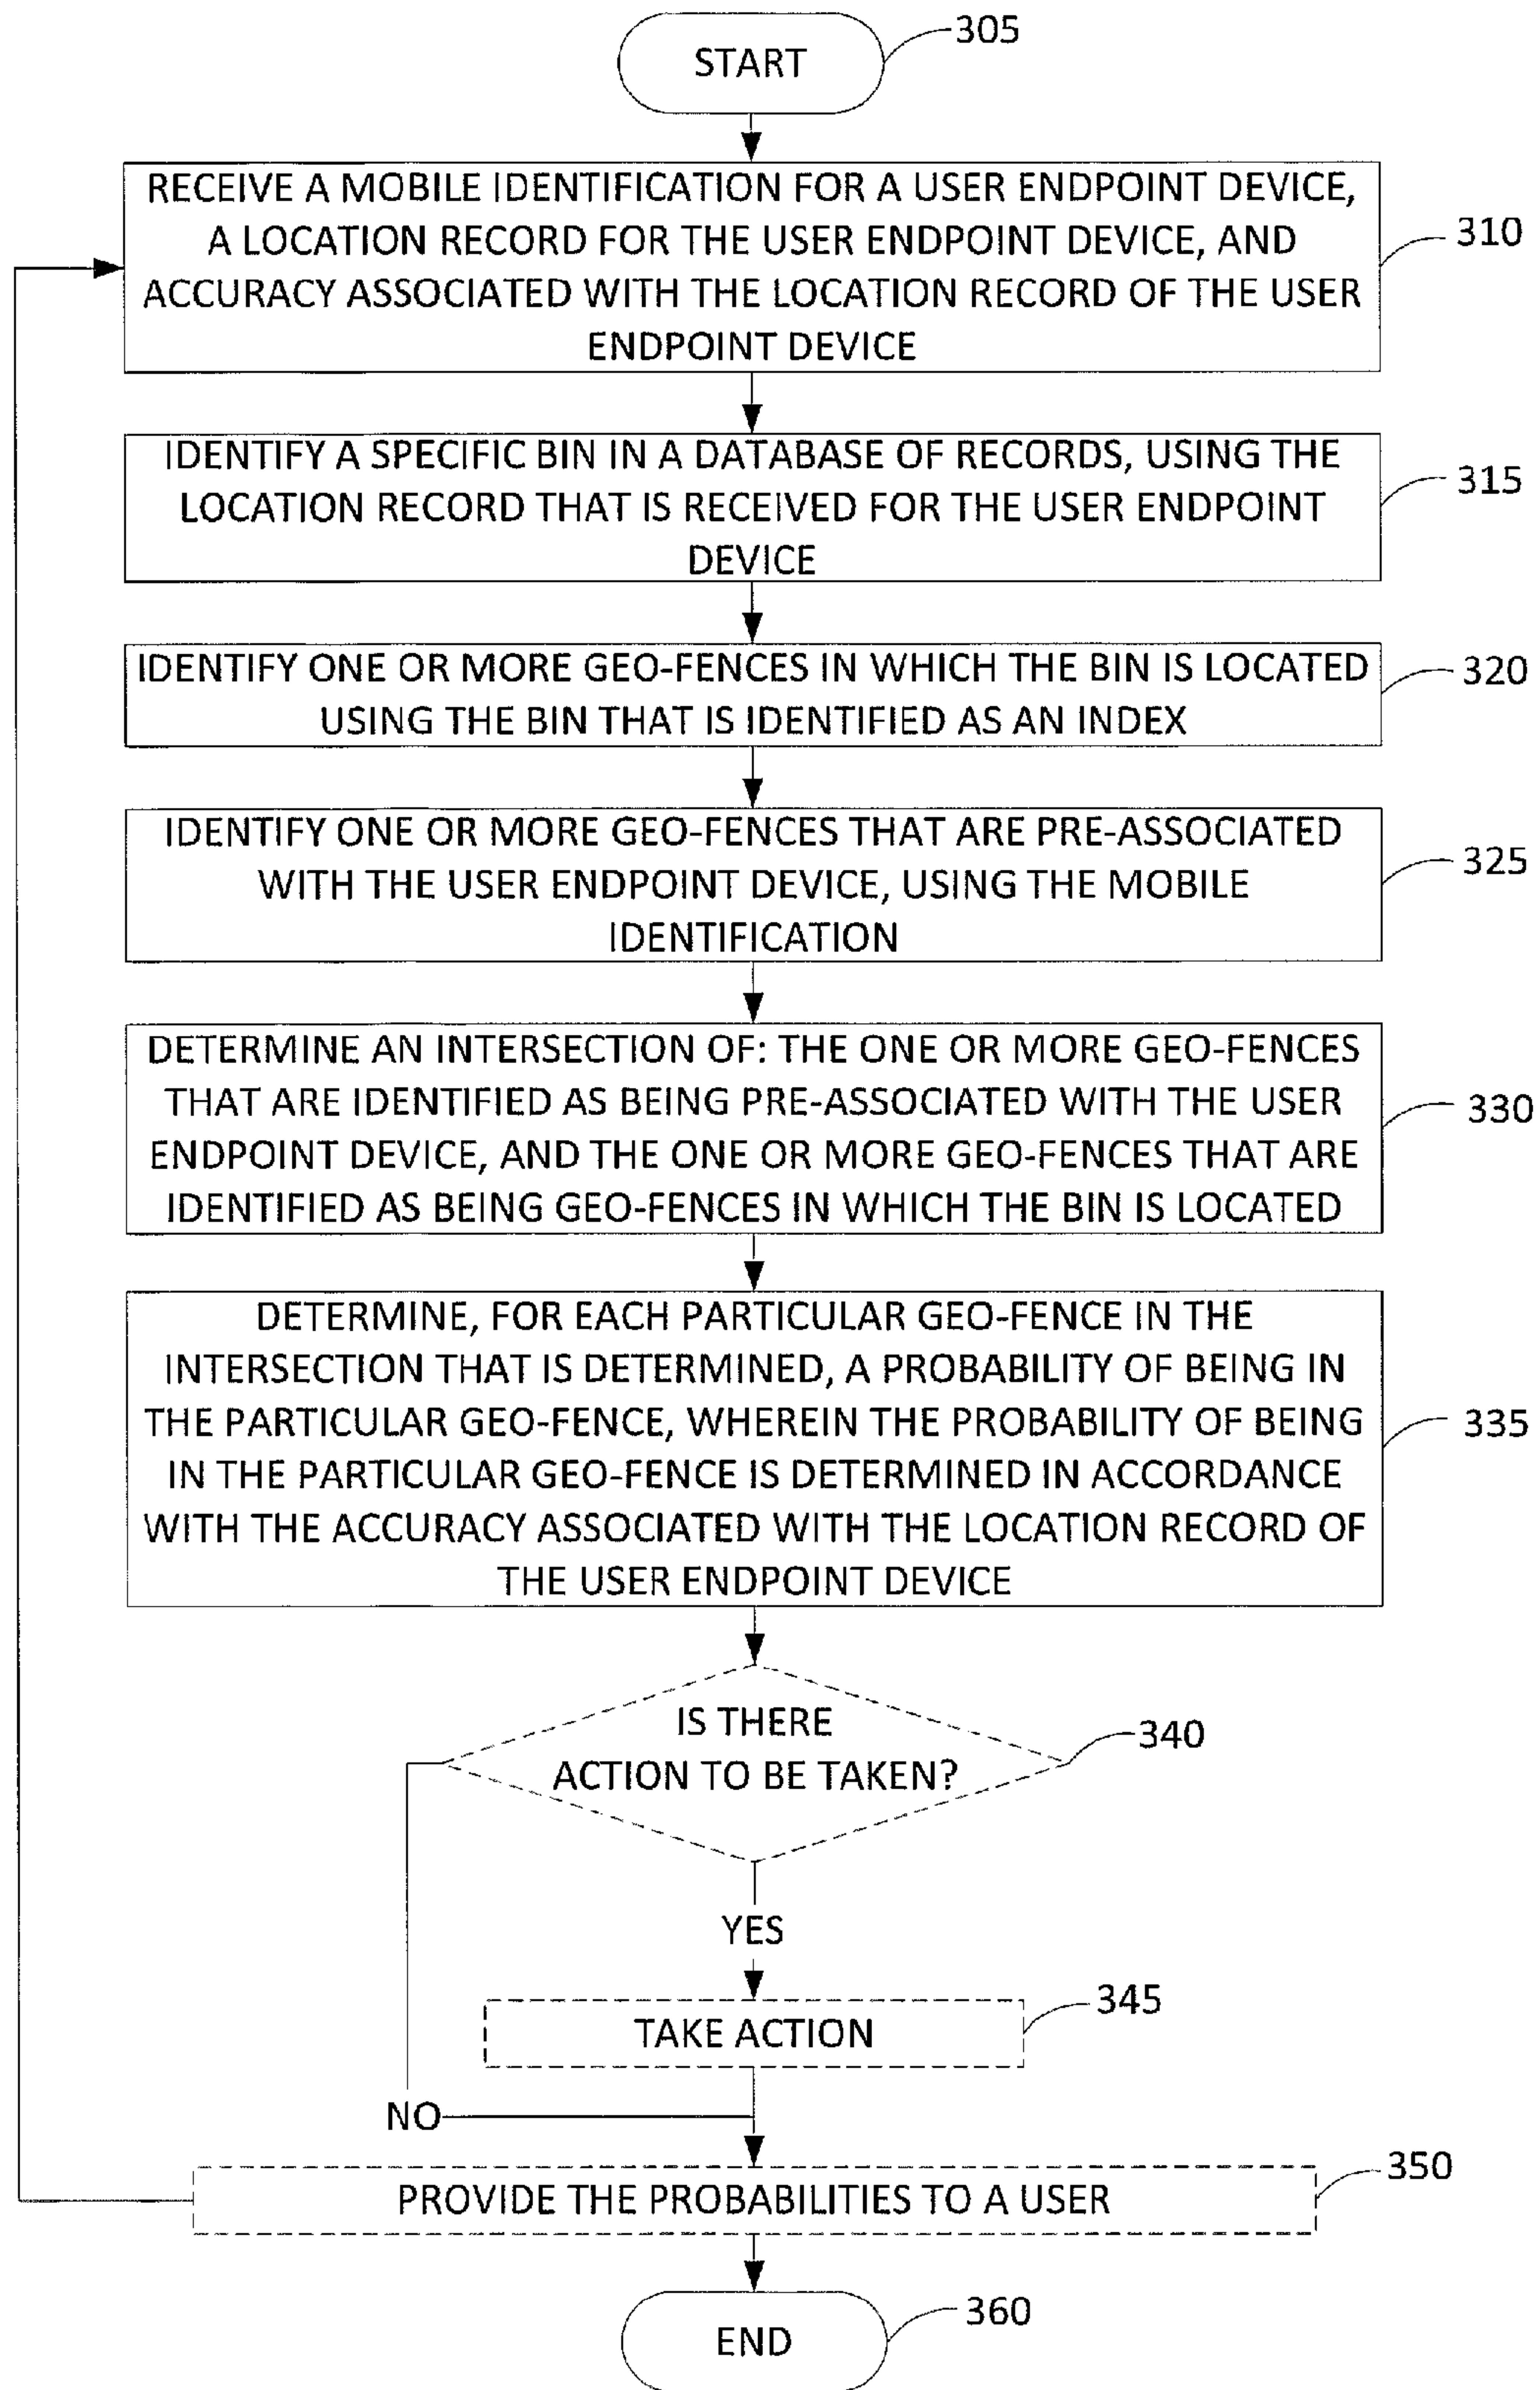 START
305
RECEIVE A MOBILE IDENTIFICATION FOR A USER ENDPOINT DEVICE,
A LOCATION RECORD FOR THE USER ENDPOINT DEVICE, AND
ACCURACY ASSOCIATED WITH THE LOCATION RECORD OF THE USER
ENDPOINT DEVICE
310
IDENTIFY A SPECIFIC BIN IN A DATABASE OF RECORDS, USING THE
LOCATION RECORD THAT IS RECEIVED FOR THE USER ENDPOINT
DEVICE
315
IDENTIFY ONE OR MORE GEO-FENCES IN WHICH THE BIN IS LOCATED
USING THE BIN THAT IS IDENTIFIED AS AN INDEX
320
IDENTIFY ONE OR MORE GEO-FENCES THAT ARE PRE-ASSOCIATED
WITH THE USER ENDPOINT DEVICE, USING THE MOBILE
IDENTIFICATION
325
DETERMINE AN INTERSECTION OF: THE ONE OR MORE GEO-FENCES
THAT ARE IDENTIFIED AS BEING PRE-ASSOCIATED WITH THE USER
ENDPOINT DEVICE, AND THE ONE OR MORE GEO-FENCES THAT ARE
IDENTIFIED AS BEING GEO-FENCES IN WHICH THE BIN IS LOCATED
330
DETERMINE, FOR EACH PARTICULAR GEO-FENCE IN THE
INTERSECTION THAT IS DETERMINED, A PROBABILITY OF BEING IN
THE PARTICULAR GEO-FENCE, WHEREIN THE PROBABILITY OF BEING
IN THE PARTICULAR GEO-FENCE IS DETERMINED IN ACCORDANCE
WITH THE ACCURACY ASSOCIATED WITH THE LOCATION RECORD OF
THE USER ENDPOINT DEVICE
335
IS THERE
ACTION TO BE TAKEN?
340
YES
TAKE ACTION
345
NO
PROVIDE THE PROBABILITIES TO A USER
350
END
360